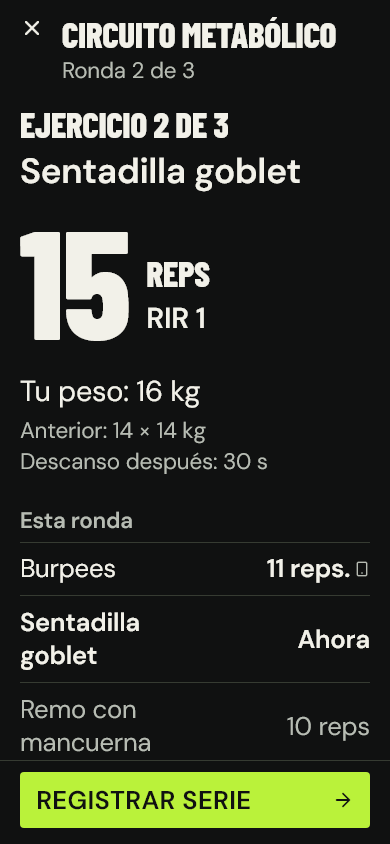 CIRCUITO METABÓLICO
Ronda 2 de 3
EJERCICIO 2 DE 3
Sentadilla goblet
15
REPS
RIR 1
Tu peso: 16 kg
Anterior: 14 × 14 kg
Descanso después: 30 s
Esta ronda
Burpees 11 reps.
Sentadilla
goblet
Ahora
Remo con
mancuerna
10 reps
REGISTRAR SERIE